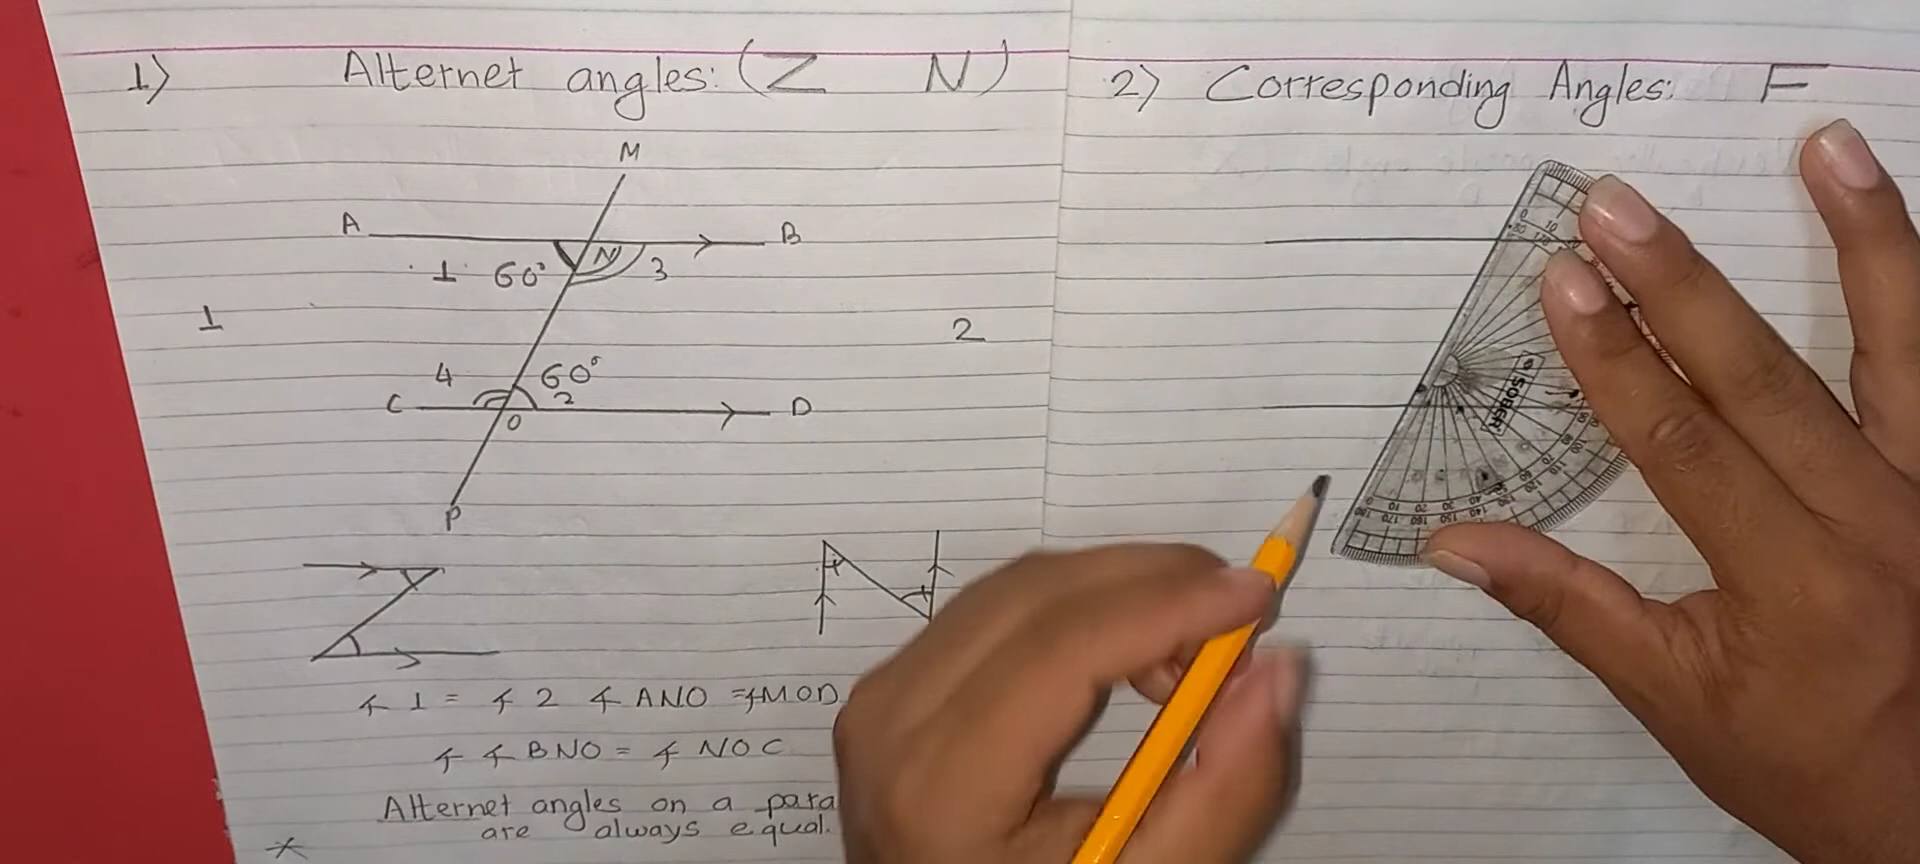 1) Alternet angles: (Z N)
M
A B
1 60° N 3
1 2
4 60°
2
C D
O
P
∡ 1 = ∡ 2 ∡ ANO = ∡ MOD
∡ ∡ BNO = ∡ NOC
Alternet angles on a para
are always equal.
2) Corresponding Angles: F
SOBER